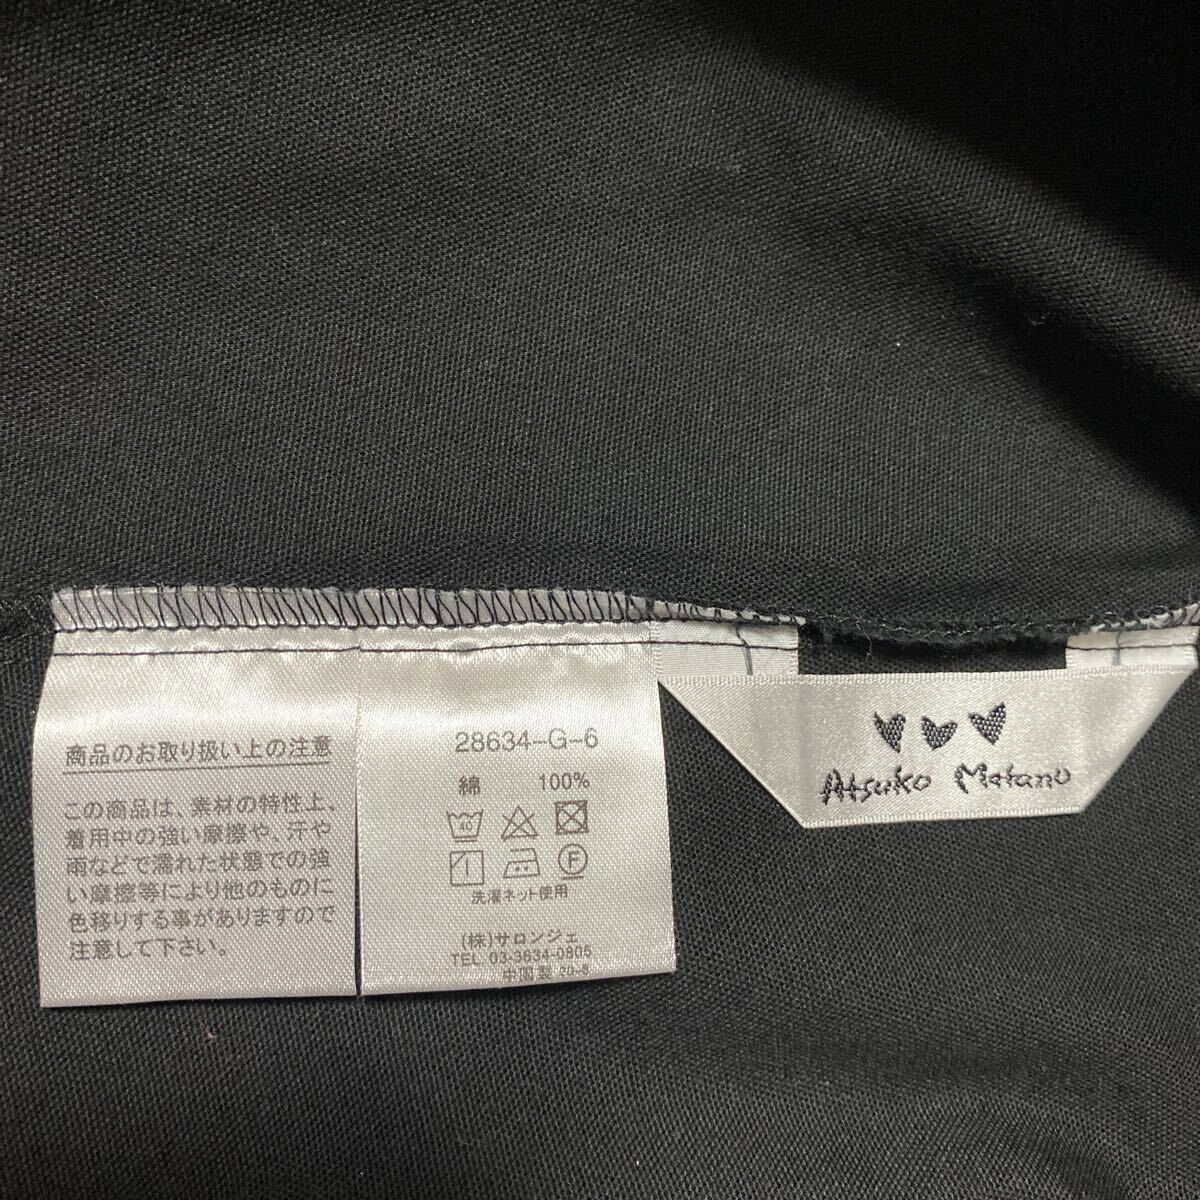 商品のお取り扱い上の注意
この商品は、素材の特性上、
着用中の強い摩擦や、汗や
雨などで濡れた状態での強
い摩擦等により他のものに
色移りする事がありますので
注意して下さい。
28634-G-6
綿 100%
40
F
洗濯ネット使用
(株)サロンジェ
TEL 03-3634-0805
中国製 20-8
Atsuko Matano